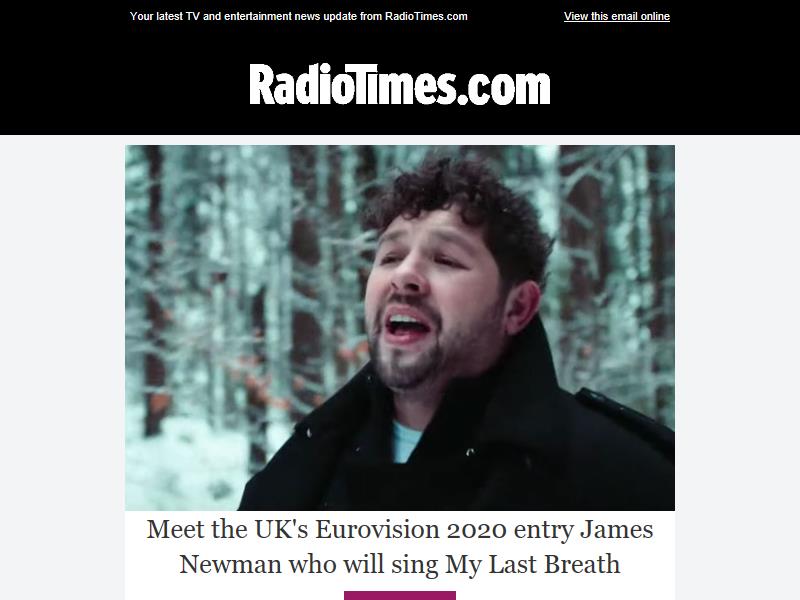 Your latest TV and entertainment news update from RadioTimes.com
View this email online
RadioTimes.com
Meet the UK's Eurovision 2020 entry James
Newman who will sing My Last Breath